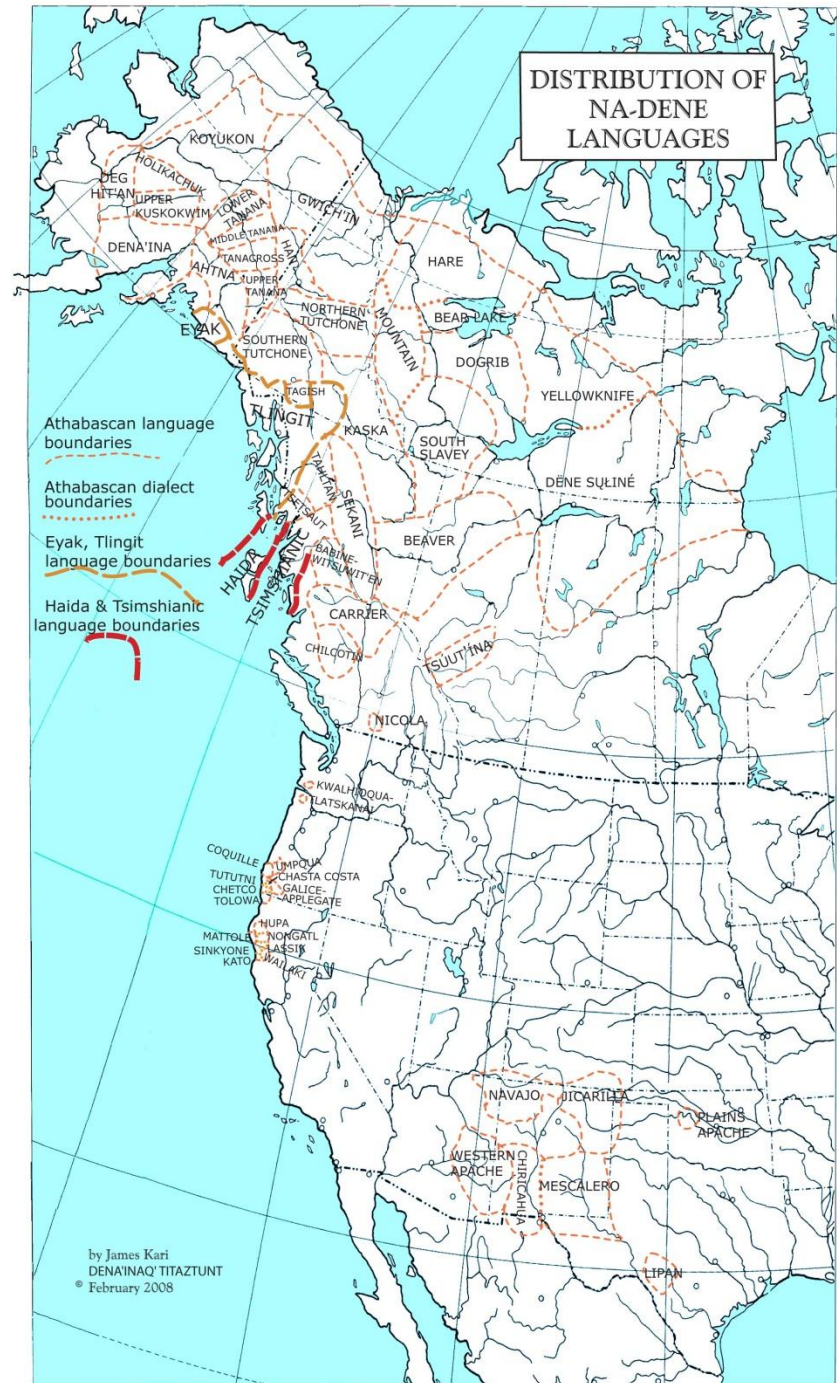 DISTRIBUTION OF
NA-DENE
LANGUAGES
KOYUKON
HOLIKACHUK
DEG
HIT'AN
UPPER
KUSKOKWIM
LOWER
TANANA
GWICH'IN
MIDDLE TANANA
DENA'INA
TANACROSS
HAN
AHTNA
UPPER
TANANA
HARE
EYAK
NORTHERN
TUTCHONE
MOUNTAIN
BEAR LAKE
SOUTHERN
TUTCHONE
DOGRIB
TAGISH
YELLOWKNIFE
TLINGIT
KASKA
SOUTH
SLAVEY
TAHLTAN
DENE SŲŁINÉ
TSETSAUT
SEKANI
BEAVER
HAIDA
TSIMSHIANIC
BABINE-
WITSUWIT'EN
CARRIER
CHILCOTIN
TSUUT'INA
NICOLA
Athabascan language
boundaries
Athabascan dialect
boundaries
Eyak, Tlingit
language boundaries
Haida & Tsimshianic
language boundaries
KWALHIOQUA-
TLATSKANAI
COQUILLE
UMPQUA
TUTUTNI
CHASTA COSTA
CHETCO
GALICE-
APPLEGATE
TOLOWA
HUPA
MATTOLE
NONGATL
SINKYONE
LASSIK
KATO
WAILAKI
NAVAJO
JICARILLA
PLAINS
APACHE
WESTERN
APACHE
CHIRICAHUA
MESCALERO
LIPAN
by James Kari
DENA'INAQ' TITAZTUNT
© February 2008